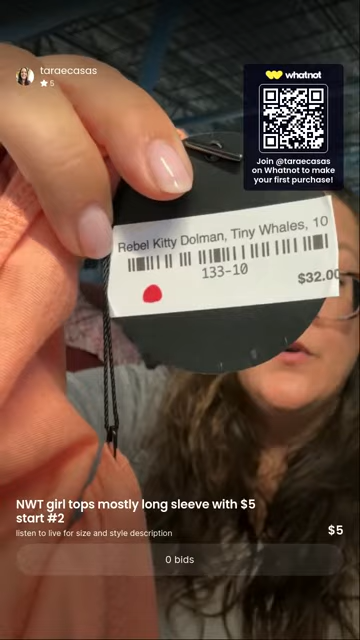 taraecasas
★ 5
whatnot
Join @taraecasas
on Whatnot to make
your first purchase!
Rebel Kitty Dolman, Tiny Whales, 10
133-10
$32.00
NWT girl tops mostly long sleeve with $5
start #2
listen to live for size and style description
$5
0 bids